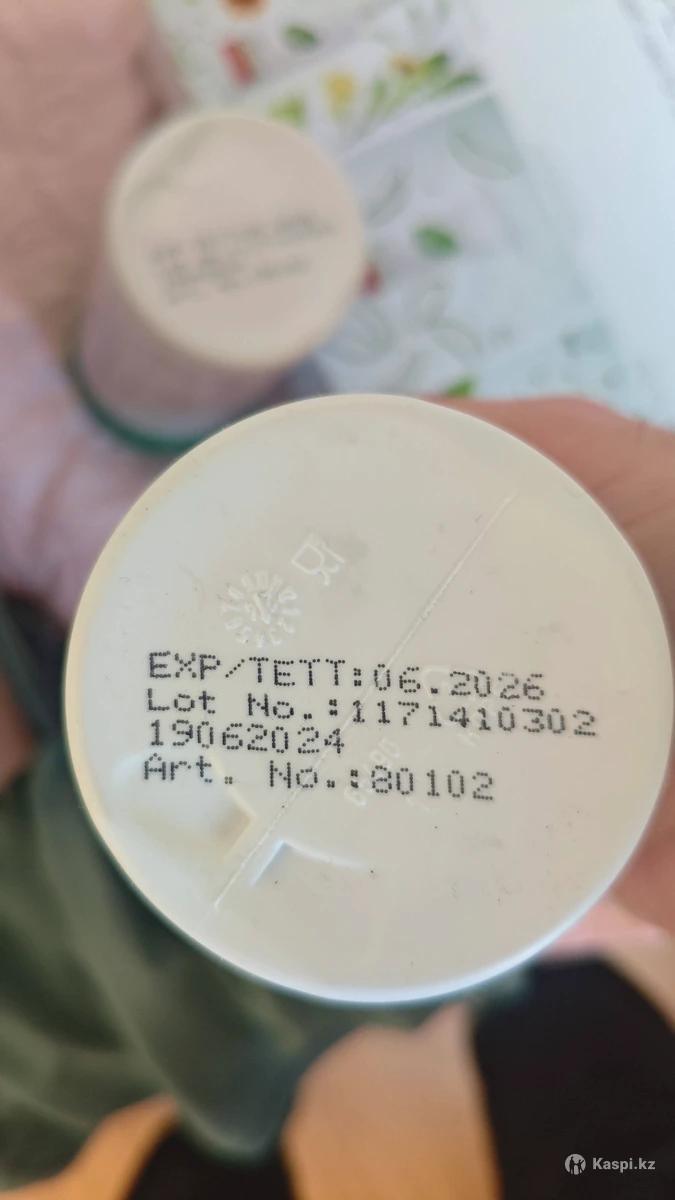 EXP/TETT:06.2026
Lot No.:1171410302
19062024
Art. No.:80102
Kaspi.kz